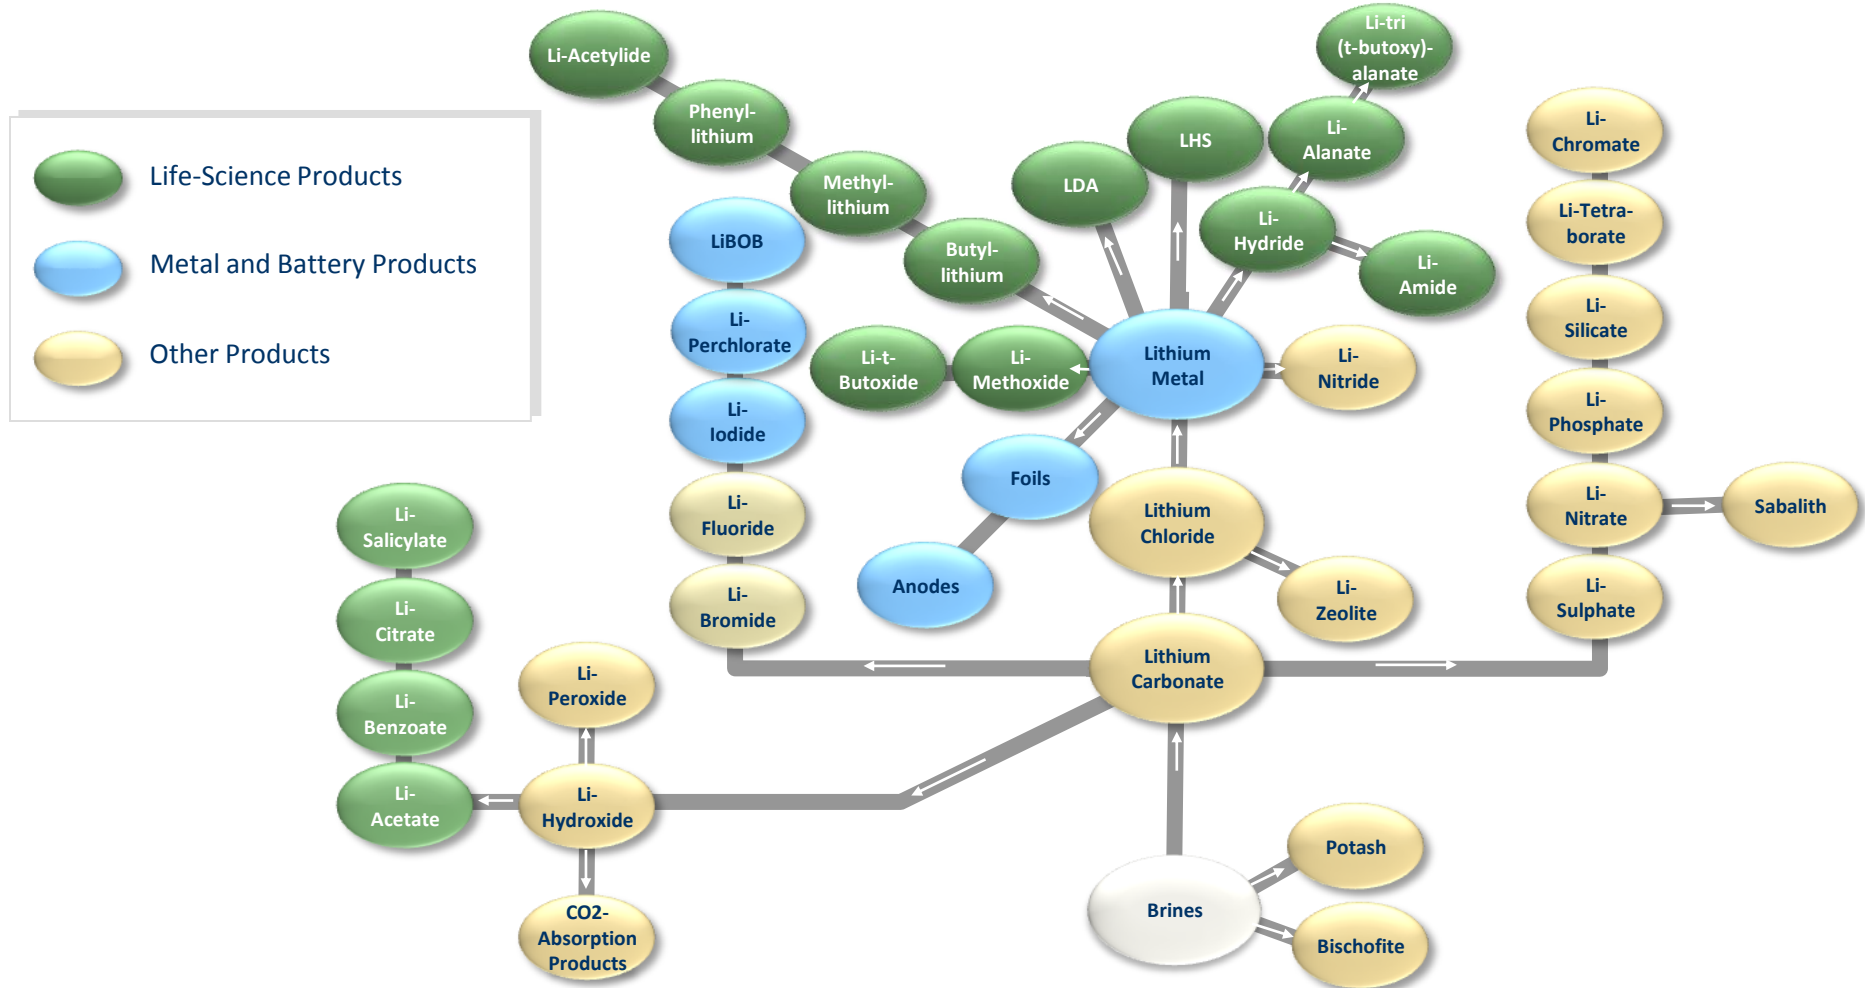 Life-Science Products
Metal and Battery Products
Other Products
Li-Acetylide
Phenyl-
lithium
Methyl-
lithium
Butyl-
lithium
LDA
LHS
Li-tri
(t-butoxy)-
alanate
Li-
Alanate
Li-
Hydride
Li-
Amide
Li-
Chromate
Li-Tetra-
borate
Li-
Silicate
Li-
Phosphate
Li-
Nitrate
Sabalith
Li-
Sulphate
LiBOB
Li-
Perchlorate
Li-
Iodide
Li-
Fluoride
Li-
Bromide
Li-t-
Butoxide
Li-
Methoxide
Lithium
Metal
Li-
Nitride
Foils
Anodes
Lithium
Chloride
Li-
Zeolite
Lithium
Carbonate
Li-
Salicylate
Li-
Citrate
Li-
Benzoate
Li-
Acetate
Li-
Peroxide
Li-
Hydroxide
CO2-
Absorption
Products
Brines
Potash
Bischofite